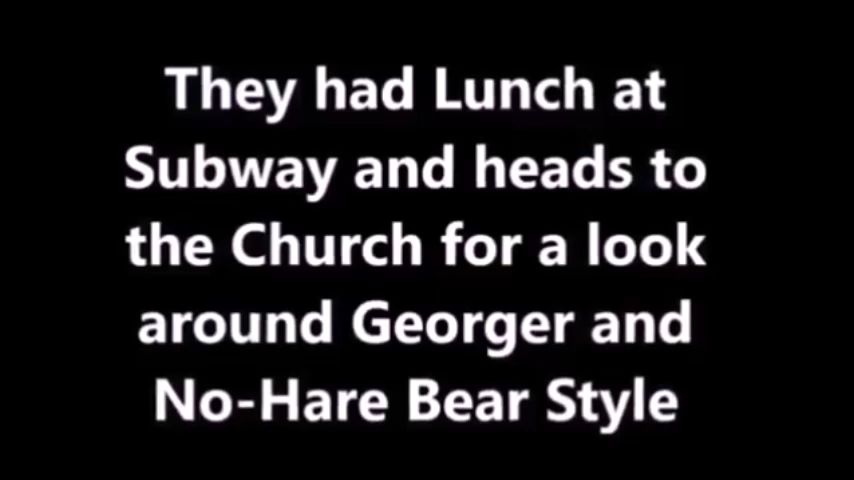 They had Lunch at
Subway and heads to
the Church for a look
around Georger and
No-Hare Bear Style